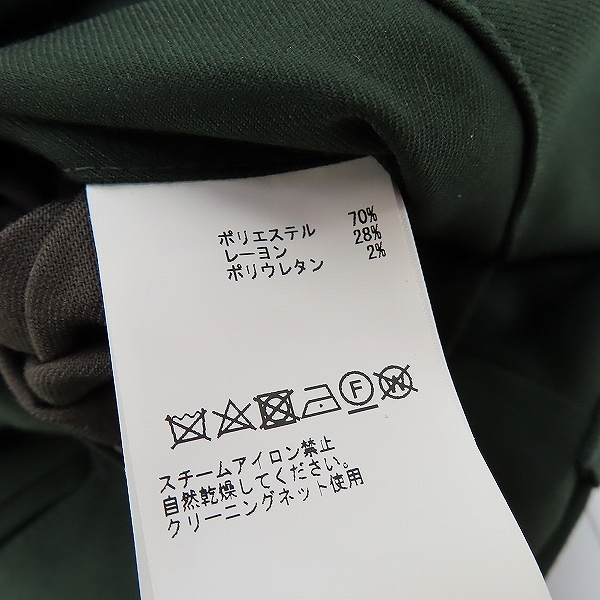 ポリエステル 70%
レーヨン 28%
ポリウレタン 2%
F W
スチームアイロン禁止
自然乾燥してください。
クリーニングネット使用